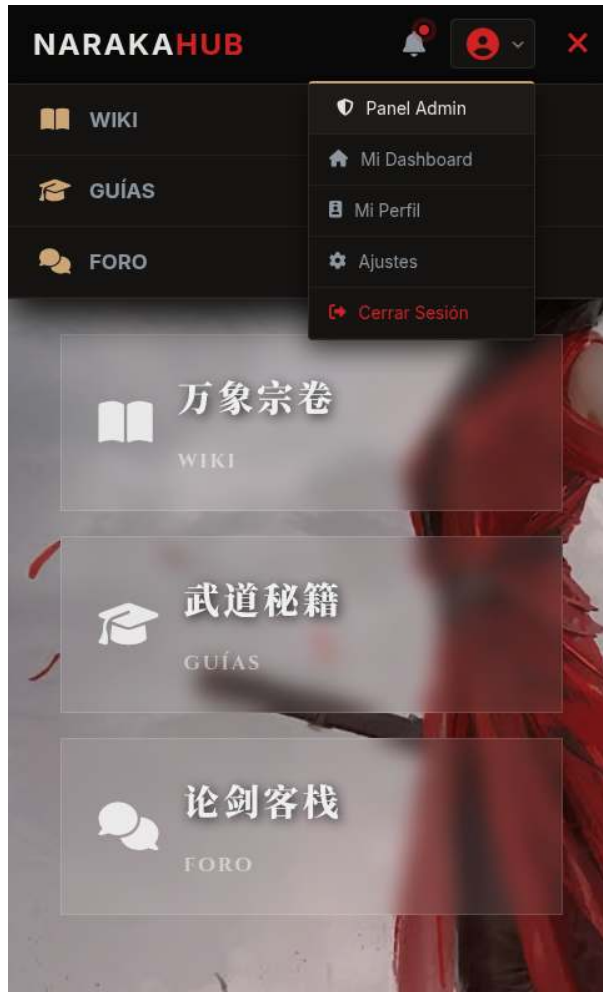 NARAKAHUB
WIKI
GUÍAS
FORO
Panel Admin
Mi Dashboard
Mi Perfil
Ajustes
Cerrar Sesión
万象宗卷
WIKI
武道秘籍
GUÍAS
论剑客栈
FORO